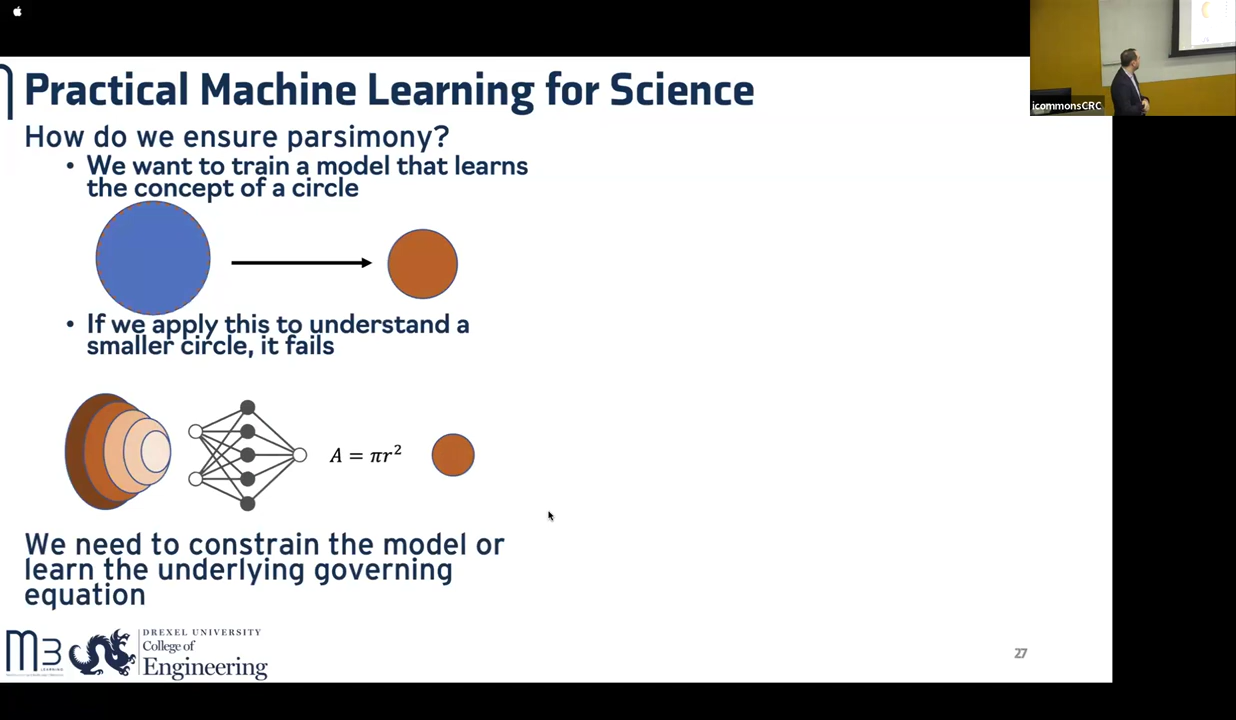 Practical Machine Learning for Science
How do we ensure parsimony?
• We want to train a model that learns
the concept of a circle
• If we apply this to understand a
smaller circle, it fails
A = πr²
We need to constrain the model or
learn the underlying governing
equation
M3
LEARNING
DREXEL UNIVERSITY
College of
Engineering
27
icommonsCRC